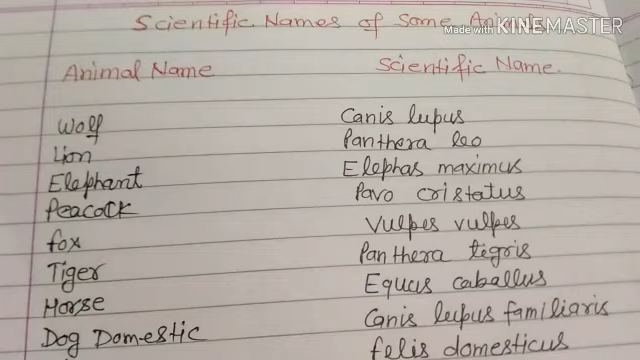 Scientific Names of Some
Made with KINEMASTER
Animal Name Scientific Name.
Wolf Canis lupus
Lion Panthera leo
Elephant Elephas maximus
Peacock Pavo cristatus
fox Vulpes vulpes
Tiger Panthera tigris
Horse Equus caballus
Dog Domestic Canis lupus familiaris
felis domesticus